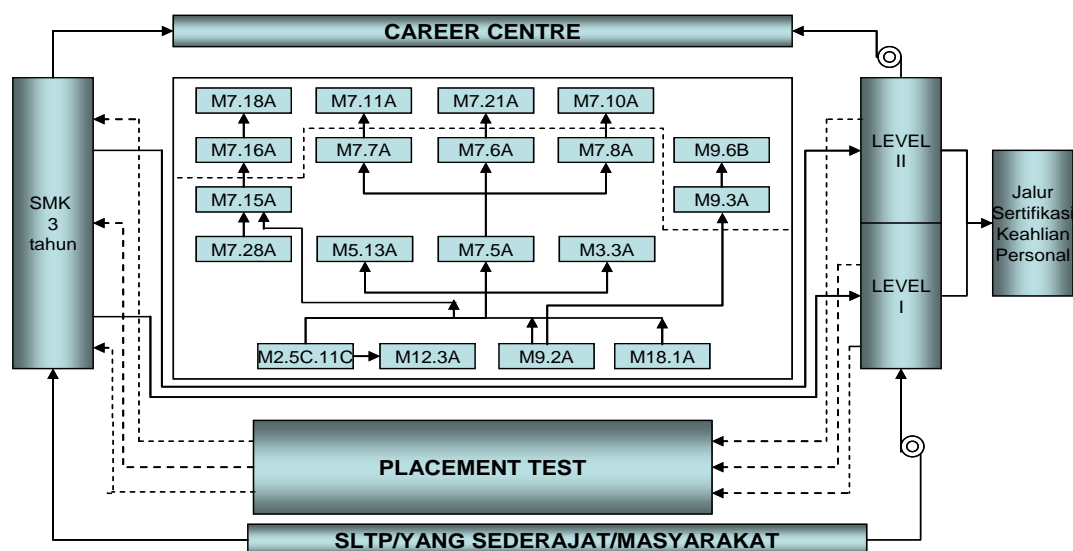 CAREER CENTRE
M7.18A
M7.11A
M7.21A
M7.10A
M7.16A
M7.7A
M7.6A
M7.8A
M9.6B
LEVEL
II
SMK
3
tahun
M7.15A
M9.3A
Jalur
Sertifikasi
Keahlian
Personal
M7.28A
M5.13A
M7.5A
M3.3A
LEVEL
I
M2.5C.11C
M12.3A
M9.2A
M18.1A
PLACEMENT TEST
SLTP/YANG SEDERAJAT/MASYARAKAT